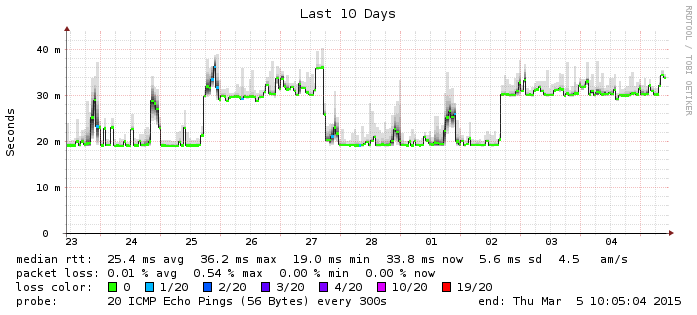 Last 10 Days
RRDTOOL / TOBI OETIKER
Seconds
40 m
30 m
20 m
10 m
0
23 24 25 26 27 28 01 02 03 04
median rtt: 25.4 ms avg 36.2 ms max 19.0 ms min 33.8 ms now 5.6 ms sd 4.5 am/s
packet loss: 0.01 % avg 0.54 % max 0.00 % min 0.00 % now
loss color: 0 1/20 2/20 3/20 4/20 10/20 19/20
probe: 20 ICMP Echo Pings (56 Bytes) every 300s end: Thu Mar 5 10:05:04 2015